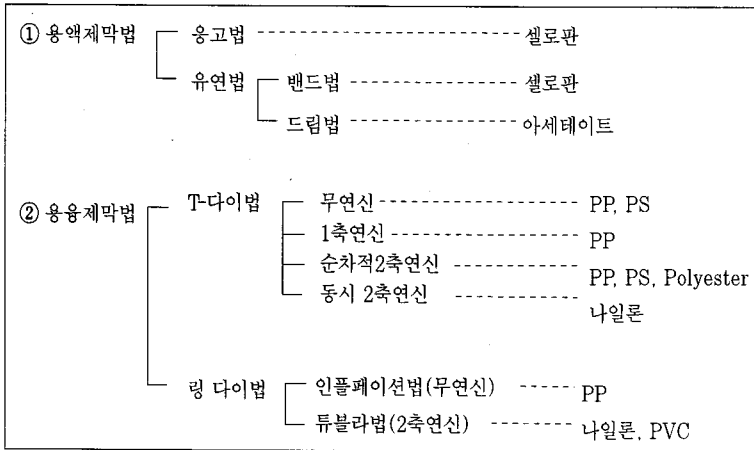 ① 용액제막법 응고법 셀로판
유연법 밴드법 셀로판
드림법 아세테이트
② 용융제막법 T-다이법 무연신 PP, PS
1축연신 PP
순차적2축연신 PP, PS, Polyester
동시 2축연신 나일론
링 다이법 인플페이션법(무연신) PP
튜블라법(2축연신) 나일론, PVC